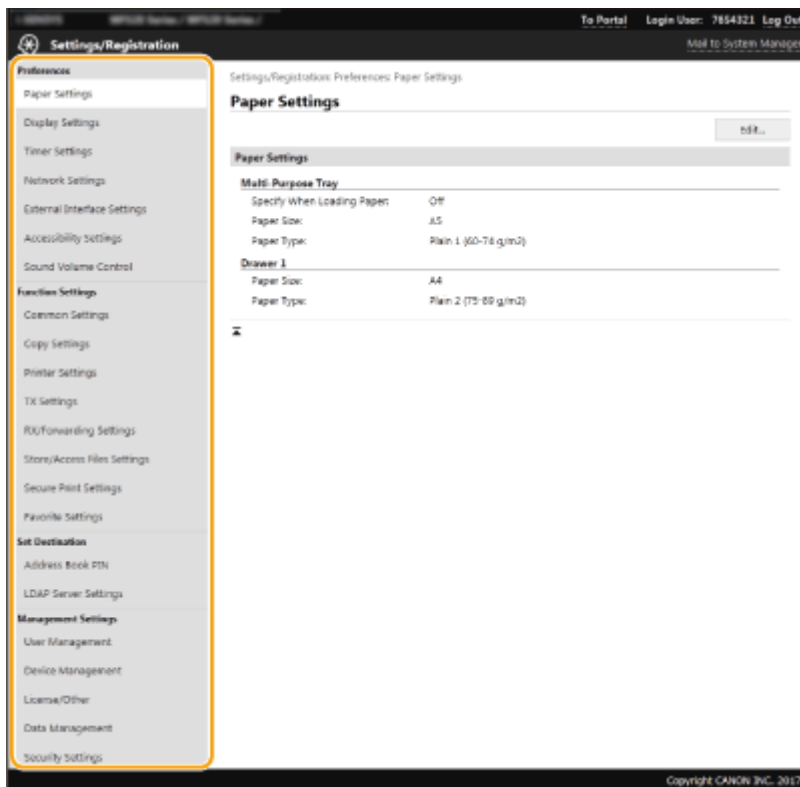 To Portal Login User: 7654321 Log Out
Settings/Registration
Mail to System Manager
Preferences
Paper Settings
Display Settings
Timer Settings
Network Settings
External Interface Settings
Accessibility Settings
Sound Volume Control
Function Settings
Common Settings
Copy Settings
Printer Settings
TX Settings
RX/Forwarding Settings
Store/Access Files Settings
Secure Print Settings
Favorite Settings
Set Destination
Address Book PIN
LDAP Server Settings
Management Settings
User Management
Device Management
License/Other
Data Management
Security Settings
Settings/Registration: Preferences: Paper Settings
Paper Settings
Edit...
Paper Settings
Multi-Purpose Tray
Specify When Loading Paper: Off
Paper Size: A5
Paper Type: Plain 1 (60-74 g/m2)
Drawer 1
Paper Size: A4
Paper Type: Plain 2 (75-89 g/m2)
Copyright CANON INC. 2017